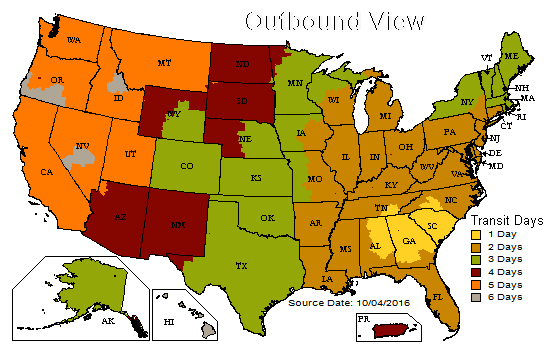 Outbound View
WA
MT
ND
MN
VT
ME
OR
ID
SD
WI
NY
NH
MA
WY
MI
RI
CT
IA
PA
NJ
NV
NE
OH
DE
UT
IL
IN
MD
CA
CO
WV
VA
KS
MO
KY
NC
TN
AZ
NM
OK
AR
SC
MS
AL
GA
TX
LA
FL
AK
HI
PR
Transit Days
1 Day
2 Days
3 Days
4 Days
5 Days
6 Days
Source Date: 10/04/2016